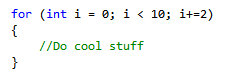 for (int i = 0; i < 10; i+=2)
{
    //Do cool stuff
}